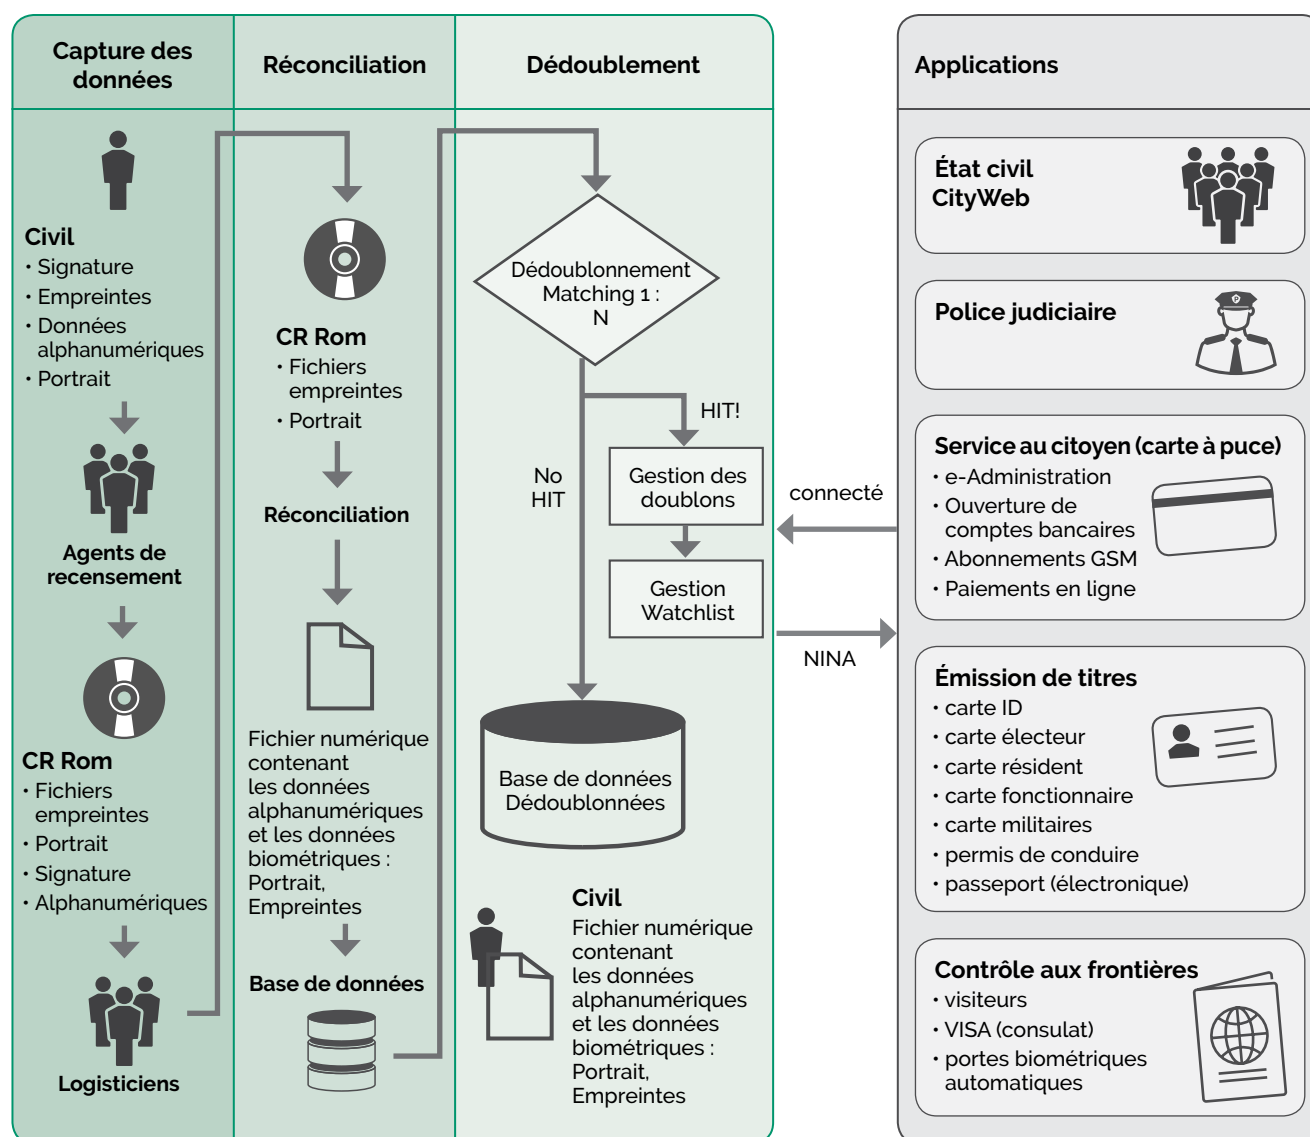 Capture des
données
Civil
• Signature
• Empreintes
• Données
alphanumériques
• Portrait
Agents de
recensement
CR Rom
• Fichiers
empreintes
• Portrait
• Signature
• Alphanumériques
Logisticiens
Réconciliation
CR Rom
• Fichiers
empreintes
• Portrait
Réconciliation
Fichier numérique
contenant
les données
alphanumériques
et les données
biométriques :
Portrait,
Empreintes
Base de données
Dédoublement
Dédoublonnement
Matching 1 :
N
HIT!
No
HIT
Gestion des
doublons
Gestion
Watchlist
Base de données
Dédoublonnées
Civil
Fichier numérique
contenant
les données
alphanumériques
et les données
biométriques :
Portrait,
Empreintes
connecté
NINA
Applications
État civil
CityWeb
Police judiciaire
P
Service au citoyen (carte à puce)
• e-Administration
• Ouverture de
comptes bancaires
• Abonnements GSM
• Paiements en ligne
Émission de titres
• carte ID
• carte électeur
• carte résident
• carte fonctionnaire
• carte militaires
• permis de conduire
• passeport (électronique)
Contrôle aux frontières
• visiteurs
• VISA (consulat)
• portes biométriques
automatiques